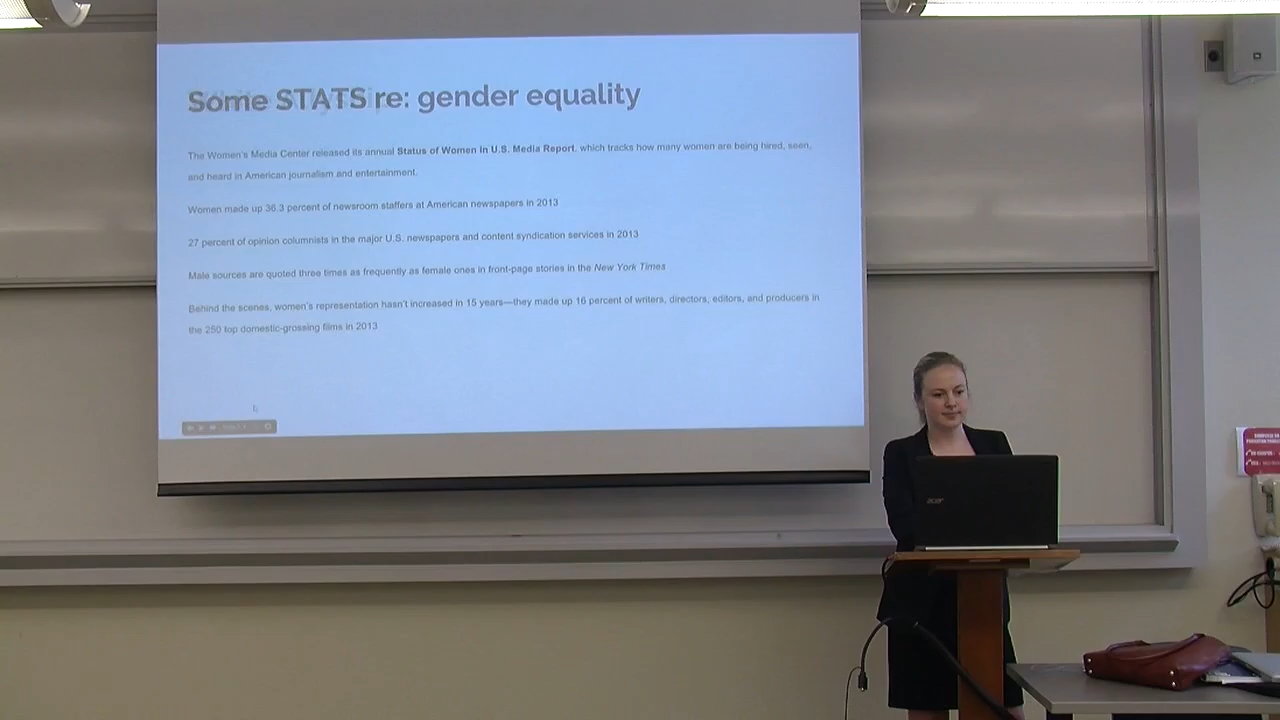 Some STATS re: gender equality
The Women's Media Center released its annual Status of Women in U.S. Media Report, which tracks how many women are being hired, seen,
and heard in American journalism and entertainment.
Women made up 36.3 percent of newsroom staffers at American newspapers in 2013
27 percent of opinion columnists in the major U.S. newspapers and content syndication services in 2013
Male sources are quoted three times as frequently as female ones in front-page stories in the New York Times
Behind the scenes, women's representation hasn't increased in 15 years—they made up 16 percent of writers, directors, editors, and producers in
the 250 top domestic-grossing films in 2013
acer